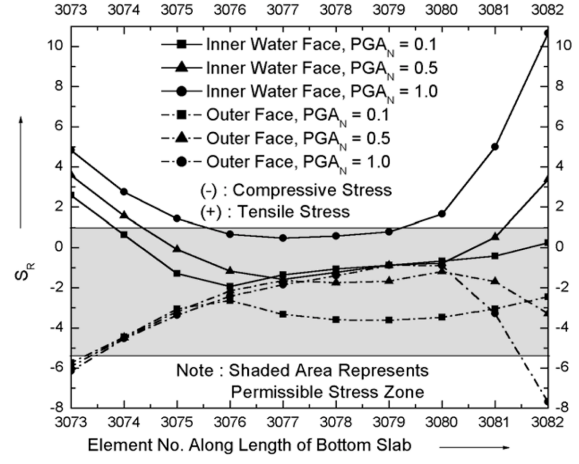 3073 3074 3075 3076 3077 3078 3079 3080 3081 3082
10 10
8 8
6 6
4 4
2 2
0 0
-2 -2
-4 -4
-6 -6
-8 -8
Inner Water Face, PGA_N = 0.1
Inner Water Face, PGA_N = 0.5
Inner Water Face, PGA_N = 1.0
Outer Face, PGA_N = 0.1
Outer Face, PGA_N = 0.5
Outer Face, PGA_N = 1.0
(-) : Compressive Stress
(+) : Tensile Stress
S_R
Note : Shaded Area Represents
Permissible Stress Zone
3073 3074 3075 3076 3077 3078 3079 3080 3081 3082
Element No. Along Length of Bottom Slab